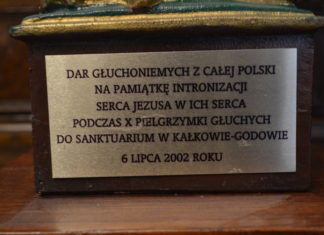 DAR GŁUCHONIEMYCH Z CAŁEJ POLSKI
NA PAMIĄTKĘ INTRONIZACJI
SERCA JEZUSA W ICH SERCA
PODCZAS X PIELGRZYMKI GŁUCHYCH
DO SANKTUARIUM W KAŁKOWIE-GODOWIE
6 LIPCA 2002 ROKU